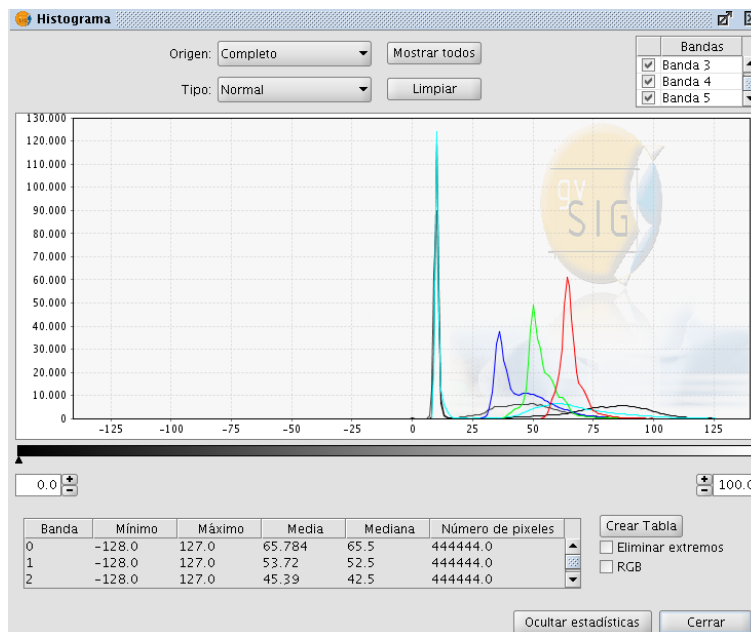 Histograma
Origen: Completo
Mostrar todos
Bandas
Banda 3
Banda 4
Banda 5
Tipo: Normal
Limpiar
130.000
120.000
110.000
100.000
90.000
80.000
70.000
60.000
50.000
40.000
30.000
20.000
10.000
0
gv
SIG
-125 -100 -75 -50 -25 0 25 50 75 100 125
0.0
100.0
Banda Mínimo Máximo Media Mediana Número de pixeles
0 -128.0 127.0 65.784 65.5 444444.0
1 -128.0 127.0 53.72 52.5 444444.0
2 -128.0 127.0 45.39 42.5 444444.0
Crear Tabla
Eliminar extremos
RGB
Ocultar estadísticas
Cerrar